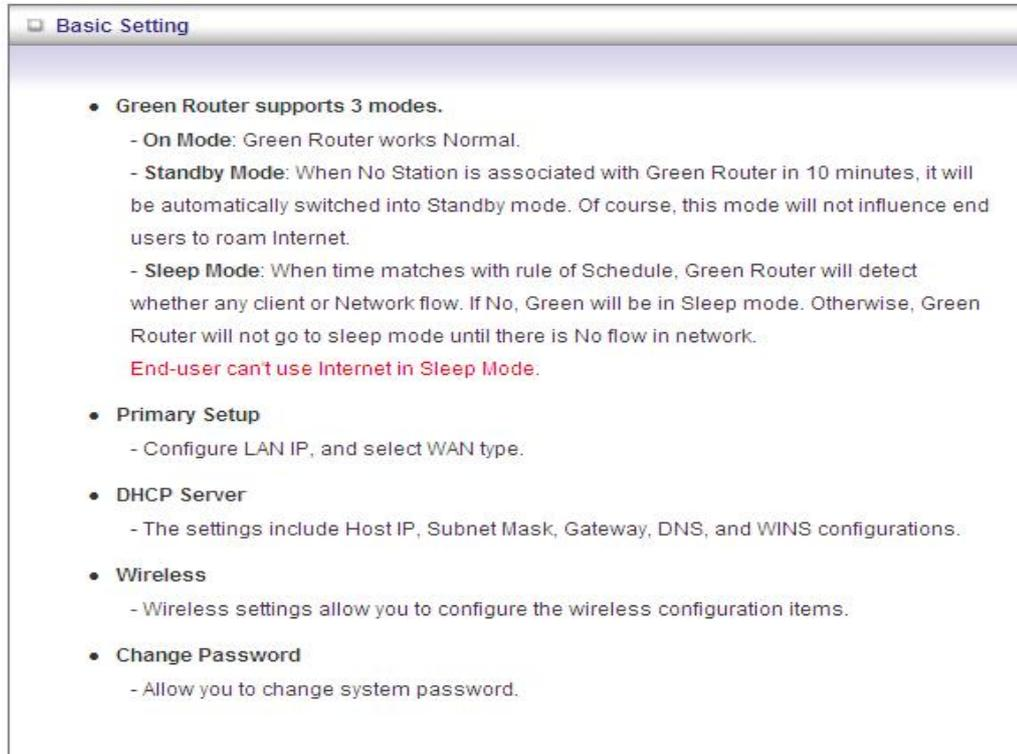 Basic Setting
● Green Router supports 3 modes.
- On Mode: Green Router works Normal.
- Standby Mode: When No Station is associated with Green Router in 10 minutes, it will
be automatically switched into Standby mode. Of course, this mode will not influence end
users to roam Internet.
- Sleep Mode: When time matches with rule of Schedule, Green Router will detect
whether any client or Network flow. If No, Green will be in Sleep mode. Otherwise, Green
Router will not go to sleep mode until there is No flow in network.
End-user can't use Internet in Sleep Mode.
● Primary Setup
- Configure LAN IP, and select WAN type.
● DHCP Server
- The settings include Host IP, Subnet Mask, Gateway, DNS, and WINS configurations.
● Wireless
- Wireless settings allow you to configure the wireless configuration items.
● Change Password
- Allow you to change system password.